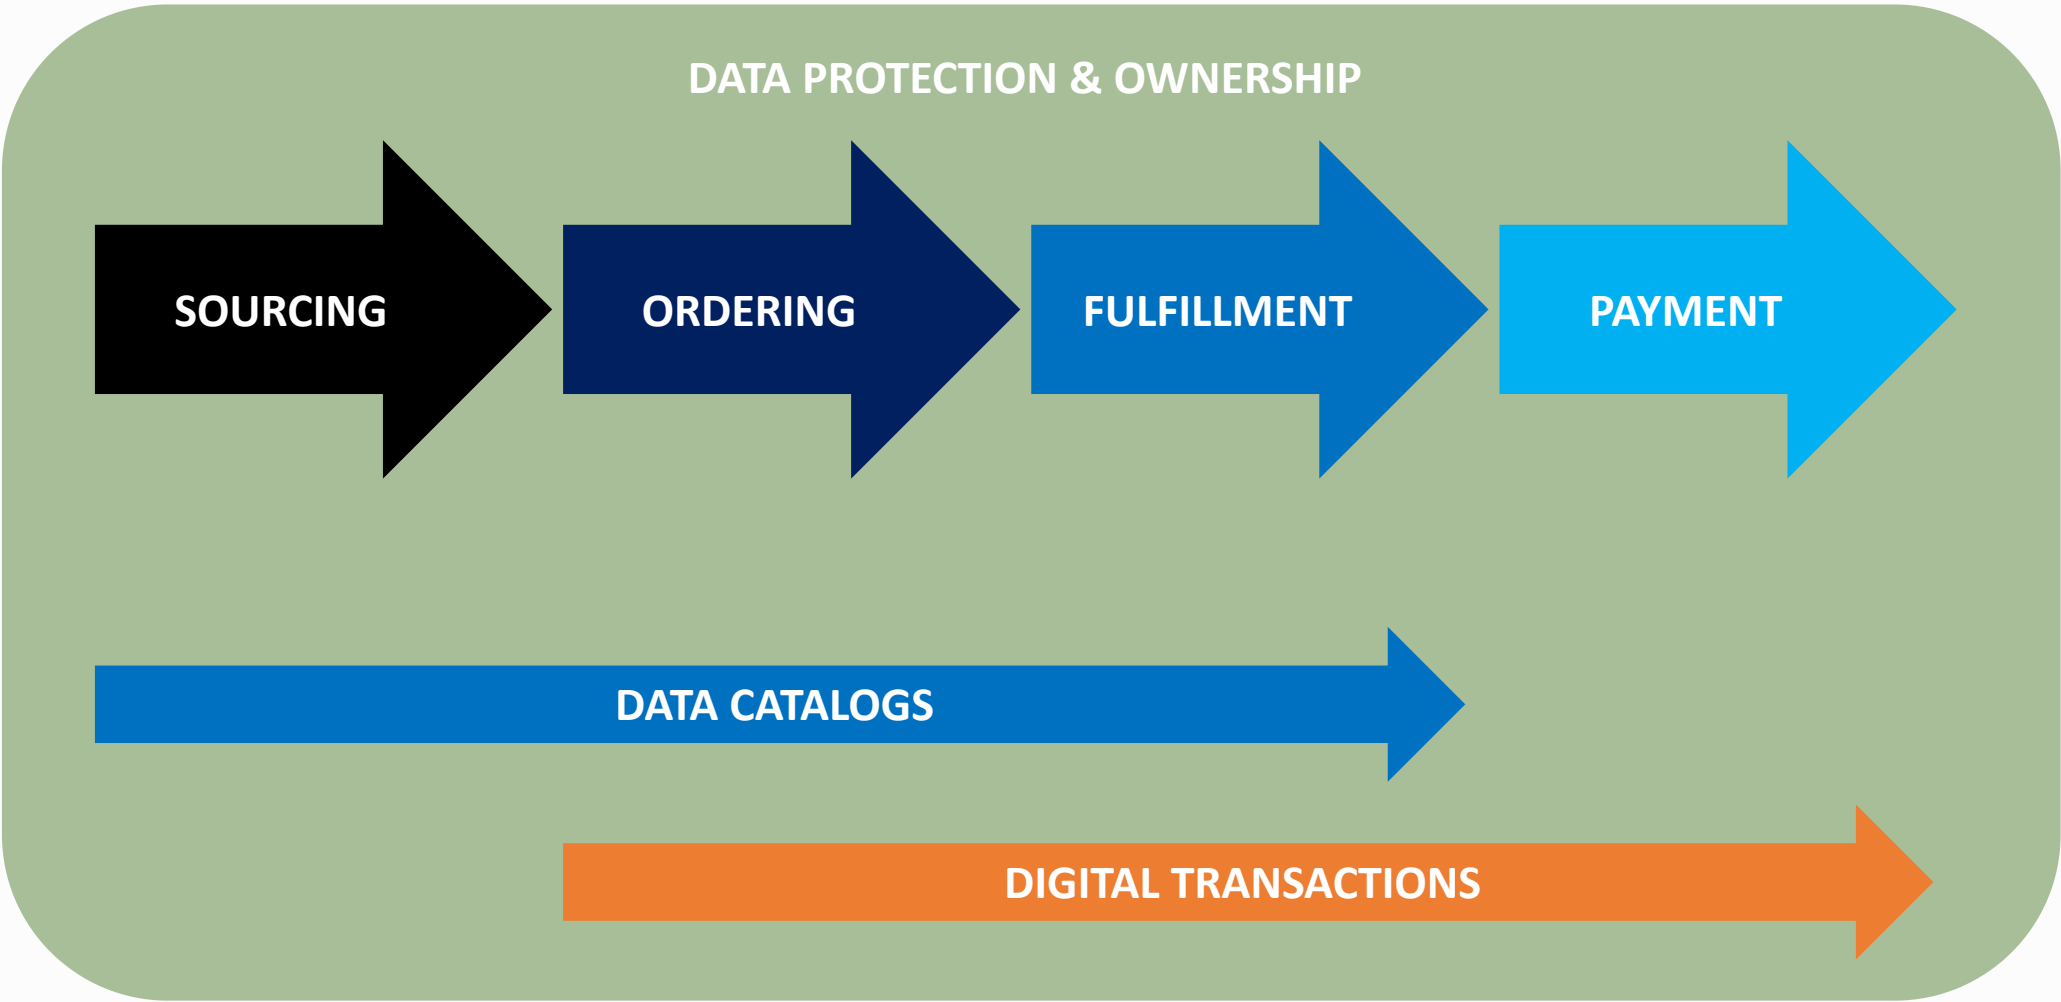 DATA PROTECTION & OWNERSHIP
SOURCING
ORDERING
FULFILLMENT
PAYMENT
DATA CATALOGS
DIGITAL TRANSACTIONS